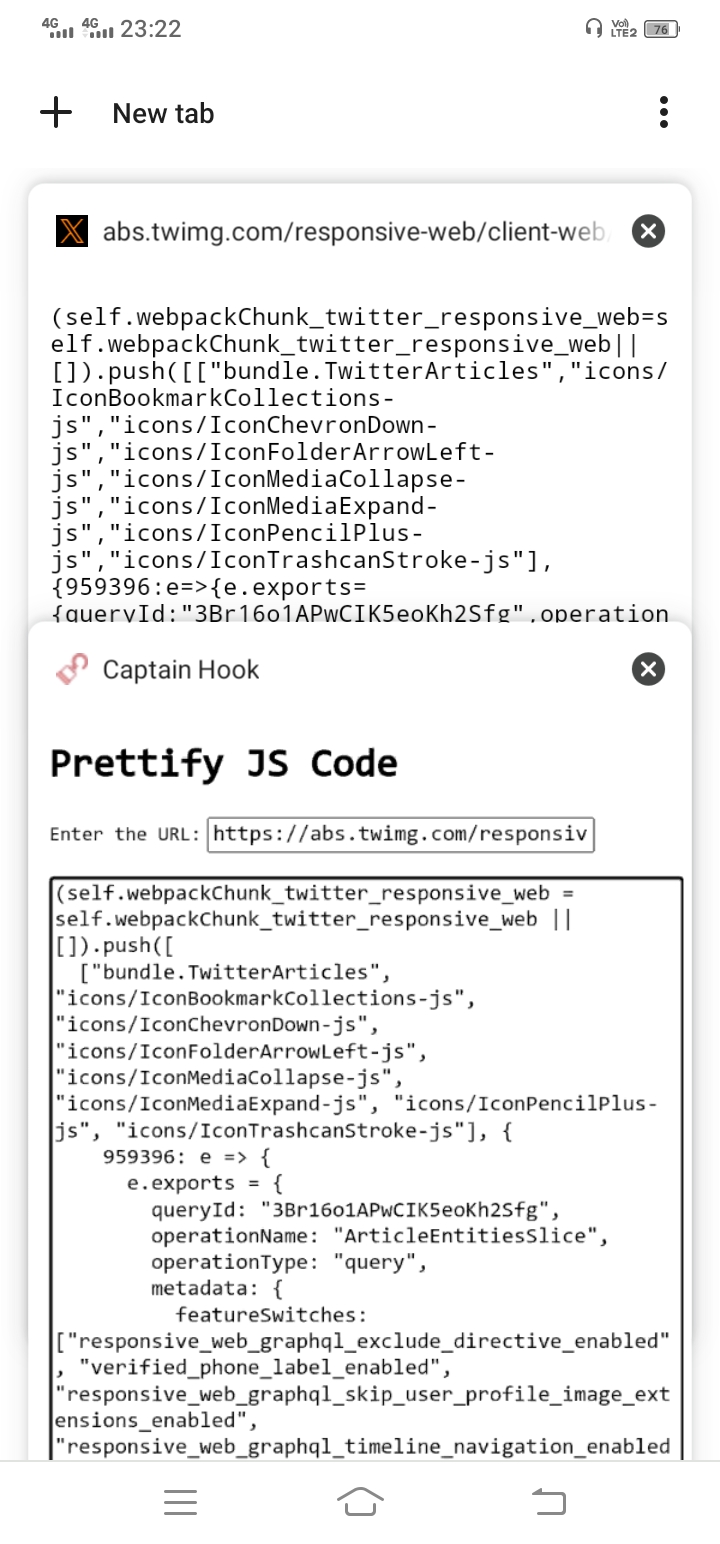 4G 4G 23:22 Vo) LTE2 76
New tab
abs.twimg.com/responsive-web/client-web/
(self.webpackChunk_twitter_responsive_web=s
elf.webpackChunk_twitter_responsive_web||
[]).push([["bundle.TwitterArticles","icons/
IconBookmarkCollections-
js","icons/IconChevronDown-
js","icons/IconFolderArrowLeft-
js","icons/IconMediaCollapse-
js","icons/IconMediaExpand-
js","icons/IconPencilPlus-
js","icons/IconTrashcanStroke-js"],
{959396:e=>{e.exports=
{queryId:"3Br16o1APwCIK5eoKh2Sfg",operation
Captain Hook
Prettify JS Code
Enter the URL: https://abs.twimg.com/responsiv
(self.webpackChunk_twitter_responsive_web =
self.webpackChunk_twitter_responsive_web ||
[]).push([
["bundle.TwitterArticles",
"icons/IconBookmarkCollections-js",
"icons/IconChevronDown-js",
"icons/IconFolderArrowLeft-js",
"icons/IconMediaCollapse-js",
"icons/IconMediaExpand-js", "icons/IconPencilPlus-
js", "icons/IconTrashcanStroke-js"], {
959396: e => {
e.exports = {
queryId: "3Br16o1APwCIK5eoKh2Sfg",
operationName: "ArticleEntitiesSlice",
operationType: "query",
metadata: {
featureSwitches:
["responsive_web_graphql_exclude_directive_enabled"
, "verified_phone_label_enabled",
"responsive_web_graphql_skip_user_profile_image_ext
ensions_enabled",
"responsive_web_graphql_timeline_navigation_enabled